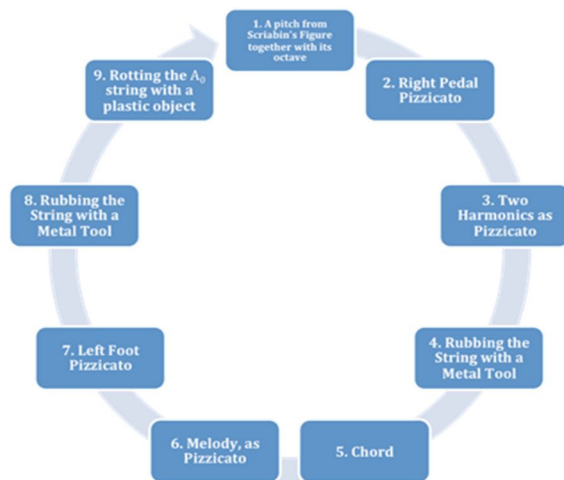 1. A pitch from
Scriabin's Figure
together with its
octave
2. Right Pedal
Pizzicato
3. Two
Harmonics as
Pizzicato
4. Rubbing the
String with a
Metal Tool
5. Chord
6. Melody, as
Pizzicato
7. Left Foot
Pizzicato
8. Rubbing the
String with a
Metal Tool
9. Rotting the A₀
string with a
plastic object